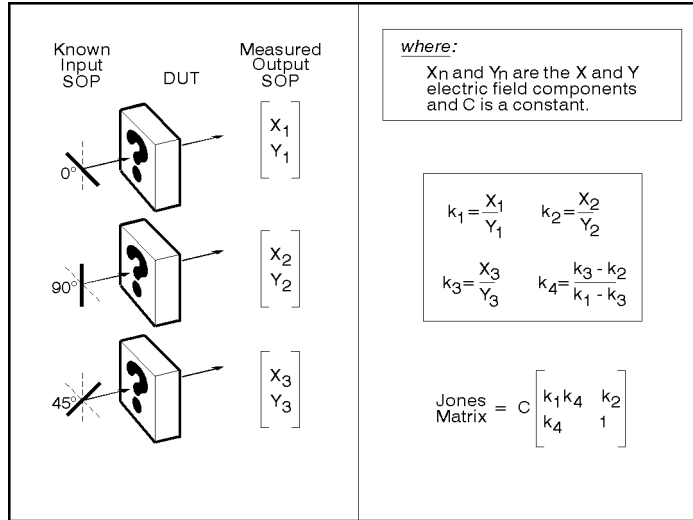 Known
Input
SOP
DUT
Measured
Output
SOP
0°
?
X1
Y1
90°
?
X2
Y2
45°
?
X3
Y3
where:
Xn and Yn are the X and Y
electric field components
and C is a constant.
k1 = X1/Y1 k2 = X2/Y2
k3 = X3/Y3 k4 = k3 - k2/k1 - k3
Jones
Matrix = C [k1k4 k2
k4 1]